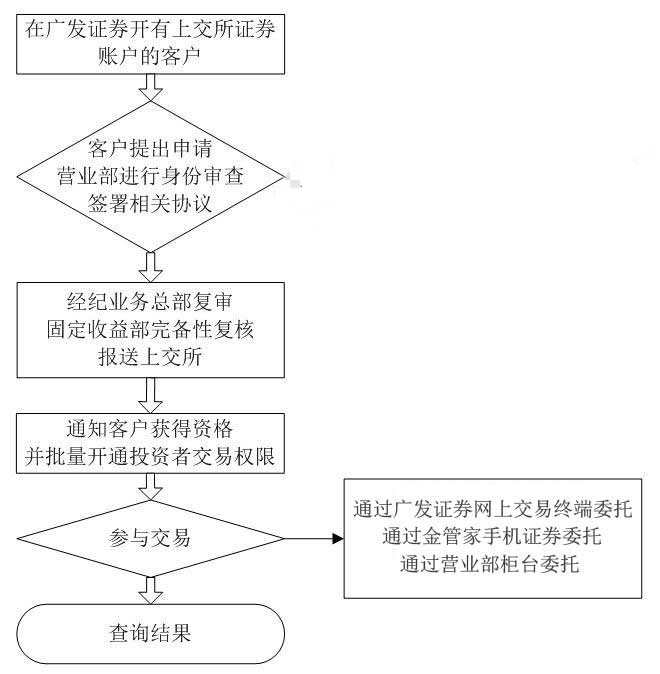 在广发证券开有上交所证券
账户的客户
客户提出申请
营业部进行身份审查
签署相关协议
经纪业务总部复审
固定收益部完备性复核
报送上交所
通知客户获得资格
并批量开通投资者交易权限
参与交易
通过广发证券网上交易终端委托
通过金管家手机证券委托
通过营业部柜台委托
查询结果